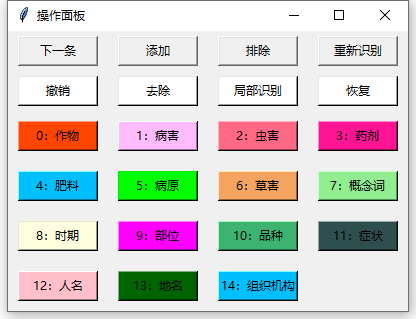 操作面板
下一条 添加 排除 重新识别
撤销 去除 局部识别 恢复
0: 作物 1: 病害 2: 虫害 3: 药剂
4: 肥料 5: 病原 6: 草害 7: 概念词
8: 时期 9: 部位 10: 品种 11: 症状
12: 人名 13: 地名 14: 组织机构